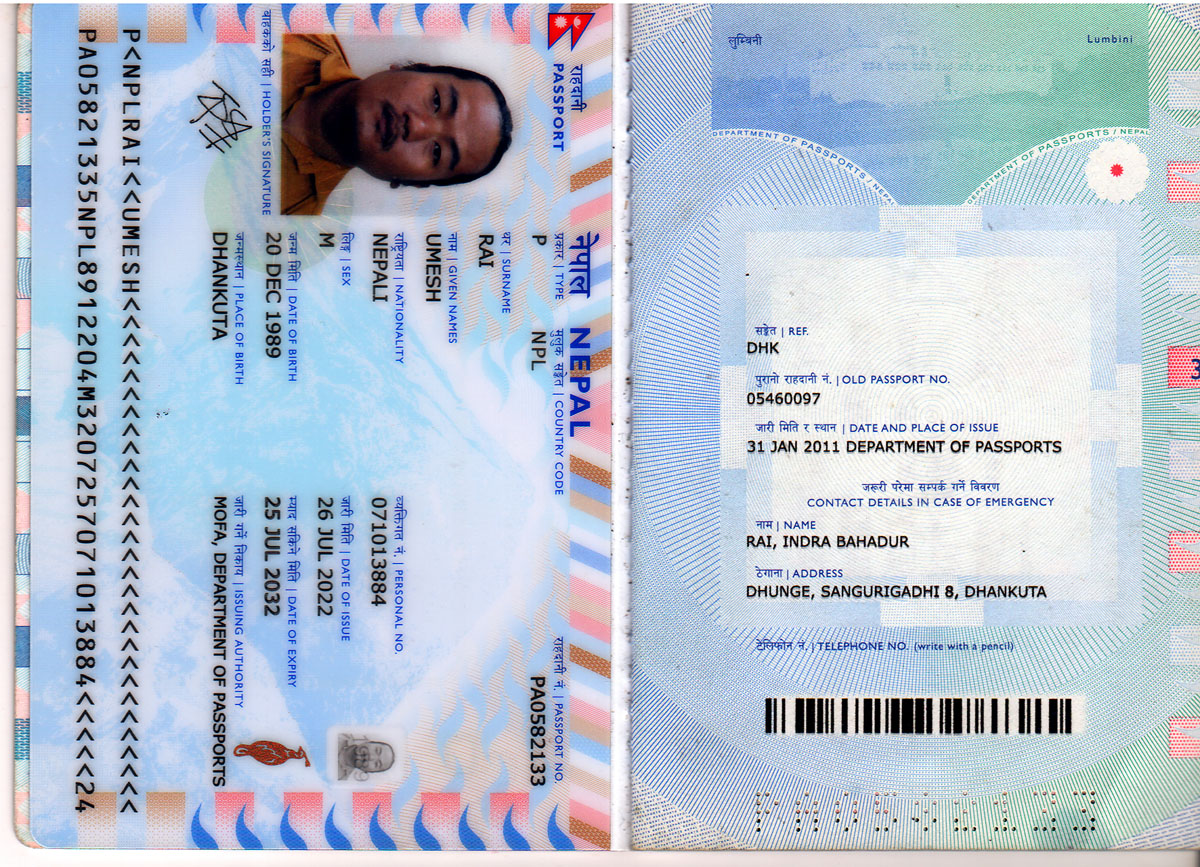 राहदानी
PASSPORT
नेपाल NEPAL
प्रकार | TYPE
P
मुलुक सङ्केत | COUNTRY CODE
NPL
राहदानी नं. | PASSPORT NO.
PA0582133
थर | SURNAME
RAI
नाम | GIVEN NAMES
UMESH
राष्ट्रियता | NATIONALITY
NEPALI
व्यक्तिगत नं. | PERSONAL NO.
071013884
लिङ्ग | SEX
M
जारी मिति | DATE OF ISSUE
26 JUL 2022
जन्म मिति | DATE OF BIRTH
20 DEC 1989
म्याद सकिने मिति | DATE OF EXPIRY
25 JUL 2032
जन्मस्थान | PLACE OF BIRTH
DHANKUTA
जारी गर्ने निकाय | ISSUING AUTHORITY
MOFA, DEPARTMENT OF PASSPORTS
वाहकको सही | HOLDER'S SIGNATURE
P<NPLRAI<<UMESH<<<<<<<<<<<<<<<<<<<<<<<<<<<<<
PA05821335NPL8912204M3207257071013884<<<<<24
लुम्विनी
Lumbini
DEPARTMENT OF PASSPORTS / NEPAL
DEPARTMENT OF PASSPORTS / NEPAL
सङ्केत | REF.
DHK
पुरानो राहदानी नं. | OLD PASSPORT NO.
05460097
जारी मिति र स्थान | DATE AND PLACE OF ISSUE
31 JAN 2011 DEPARTMENT OF PASSPORTS
3
जरूरी परेमा सम्पर्क गर्ने विवरण
CONTACT DETAILS IN CASE OF EMERGENCY
नाम | NAME
RAI, INDRA BAHADUR
ठेगाना | ADDRESS
DHUNGE, SANGURIGADHI 8, DHANKUTA
टेलिफोन नं. | TELEPHONE NO. (write with a pencil)